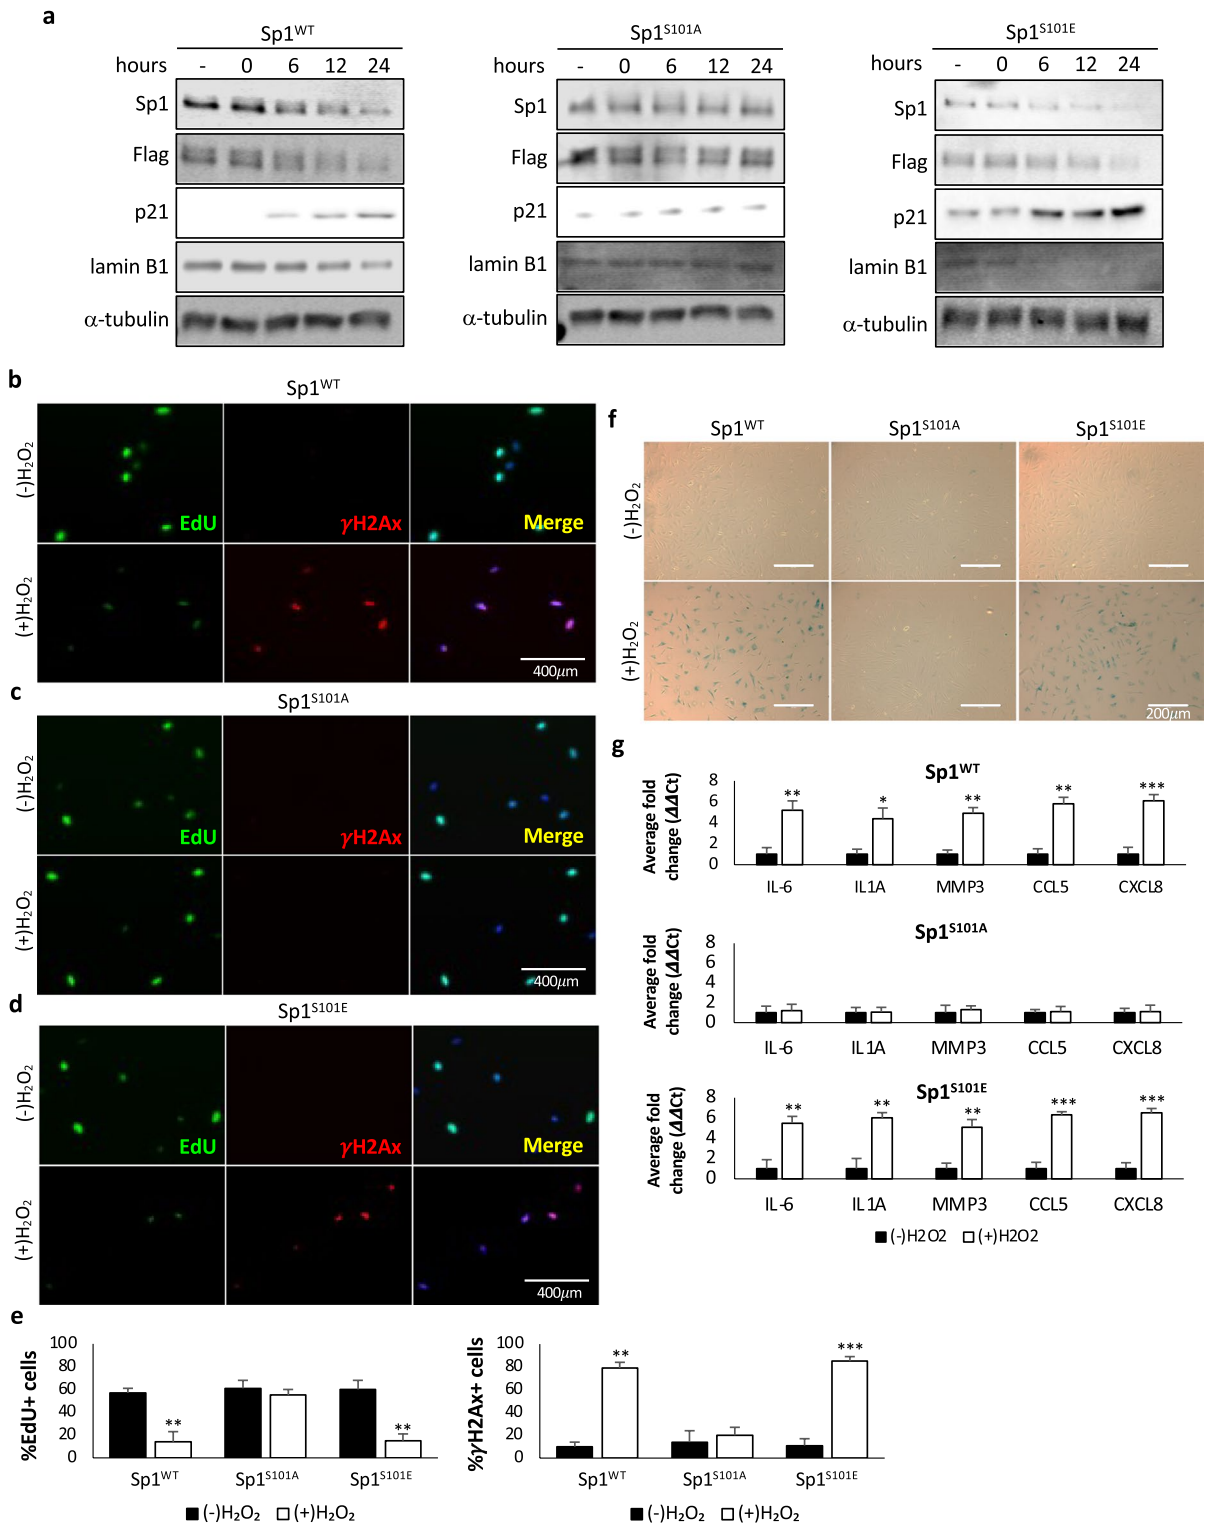 a
Sp1WT
hours - 0 6 12 24
Sp1
Flag
p21
lamin B1
α-tubulin
Sp1S101A
hours - 0 6 12 24
Sp1
Flag
p21
lamin B1
α-tubulin
Sp1S101E
hours - 0 6 12 24
Sp1
Flag
p21
lamin B1
α-tubulin
b
Sp1WT
(-)H₂O₂
EdU γH2Ax Merge
(+)H₂O₂
400μm
c
Sp1S101A
(-)H₂O₂
EdU γH2Ax Merge
(+)H₂O₂
400μm
d
Sp1S101E
(-)H₂O₂
EdU γH2Ax Merge
(+)H₂O₂
400μm
e
%EdU+ cells
100
80
60
40
20
0
**
**
Sp1WT Sp1S101A Sp1S101E
(-)H₂O₂ (+)H₂O₂
%γH2Ax+ cells
100
80
60
40
20
0
**
***
Sp1WT Sp1S101A Sp1S101E
(-)H₂O₂ (+)H₂O₂
f
Sp1WT Sp1S101A Sp1S101E
(-)H₂O₂
(+)H₂O₂
200μm
g
Sp1WT
Average fold
change (ΔΔCt)
8
6
4
2
0
** * ** ** ***
IL-6 IL1A MMP3 CCL5 CXCL8
Sp1S101A
Average fold
change (ΔΔCt)
8
6
4
2
0
IL-6 IL1A MMP3 CCL5 CXCL8
Sp1S101E
Average fold
change (ΔΔCt)
8
6
4
2
0
** ** ** *** ***
IL-6 IL1A MMP3 CCL5 CXCL8
(-)H2O2 (+)H2O2